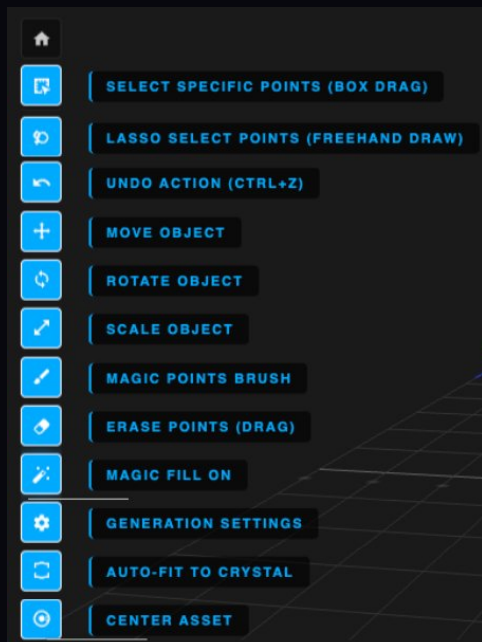 SELECT SPECIFIC POINTS (BOX DRAG)
LASSO SELECT POINTS (FREEHAND DRAW)
UNDO ACTION (CTRL+Z)
MOVE OBJECT
ROTATE OBJECT
SCALE OBJECT
MAGIC POINTS BRUSH
ERASE POINTS (DRAG)
MAGIC FILL ON
GENERATION SETTINGS
AUTO-FIT TO CRYSTAL
CENTER ASSET